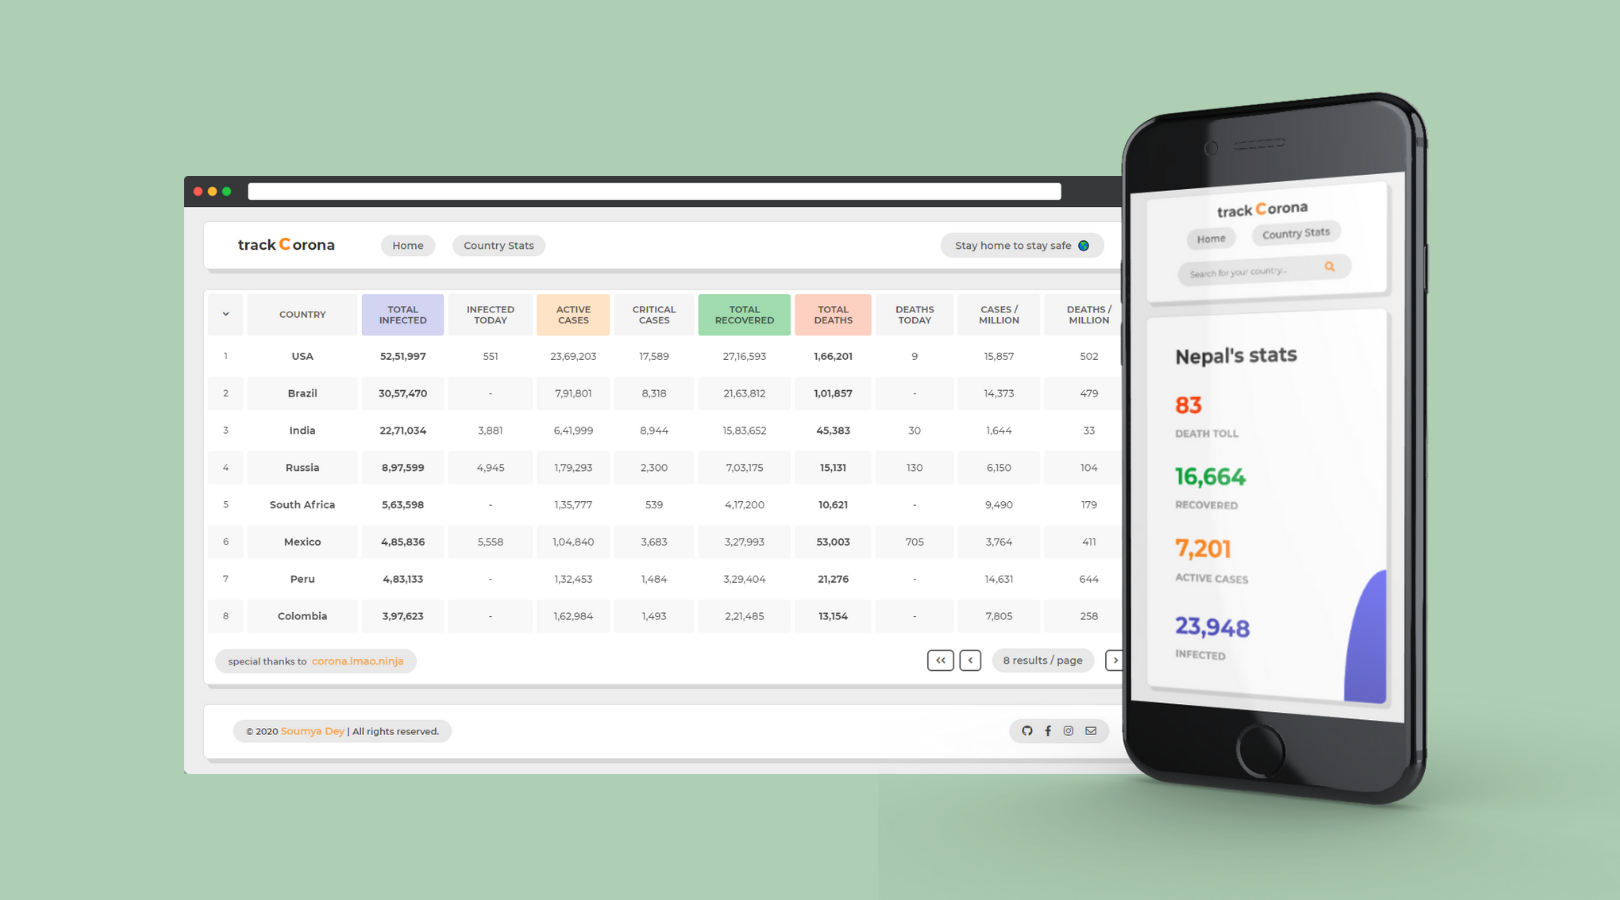 track Corona
Home
Country Stats
Stay home to stay safe
COUNTRY
TOTAL INFECTED
INFECTED TODAY
ACTIVE CASES
CRITICAL CASES
TOTAL RECOVERED
TOTAL DEATHS
DEATHS TODAY
CASES / MILLION
DEATHS / MILLION
1 USA 52,51,997 551 23,69,203 17,589 27,16,593 1,66,201 9 15,857 502
2 Brazil 30,57,470 - 7,91,801 8,318 21,63,812 1,01,857 - 14,373 479
3 India 22,71,034 3,881 6,41,999 8,944 15,83,652 45,383 30 1,644 33
4 Russia 8,97,599 4,945 1,79,293 2,300 7,03,175 15,131 130 6,150 104
5 South Africa 5,63,598 - 1,35,777 539 4,17,200 10,621 - 9,490 179
6 Mexico 4,85,836 5,558 1,04,840 3,683 3,27,993 53,003 705 3,764 411
7 Peru 4,83,133 - 1,32,453 1,484 3,29,404 21,276 - 14,631 644
8 Colombia 3,97,623 - 1,62,984 1,493 2,21,485 13,154 - 7,805 258
special thanks to corona.lmao.ninja
8 results / page
© 2020 Soumya Dey | All rights reserved.
track Corona
Home
Country Stats
Search for your country...
Nepal's stats
83
DEATH TOLL
16,664
RECOVERED
7,201
ACTIVE CASES
23,948
INFECTED